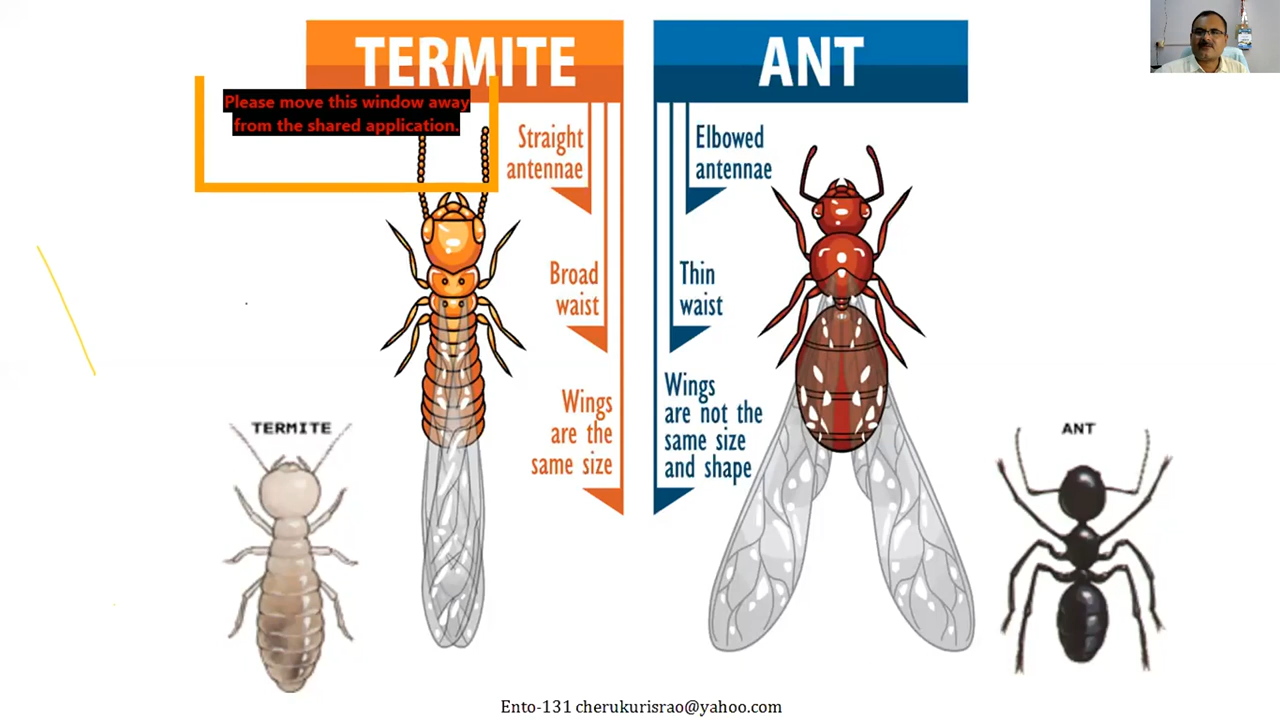 TERMITE
Please move this window away
from the shared application.
Straight
antennae
Broad
waist
Wings
are the
same size
ANT
Elbowed
antennae
Thin
waist
Wings
are not the
same size
and shape
TERMITE
ANT
Ento-131 cherukurisrao@yahoo.com